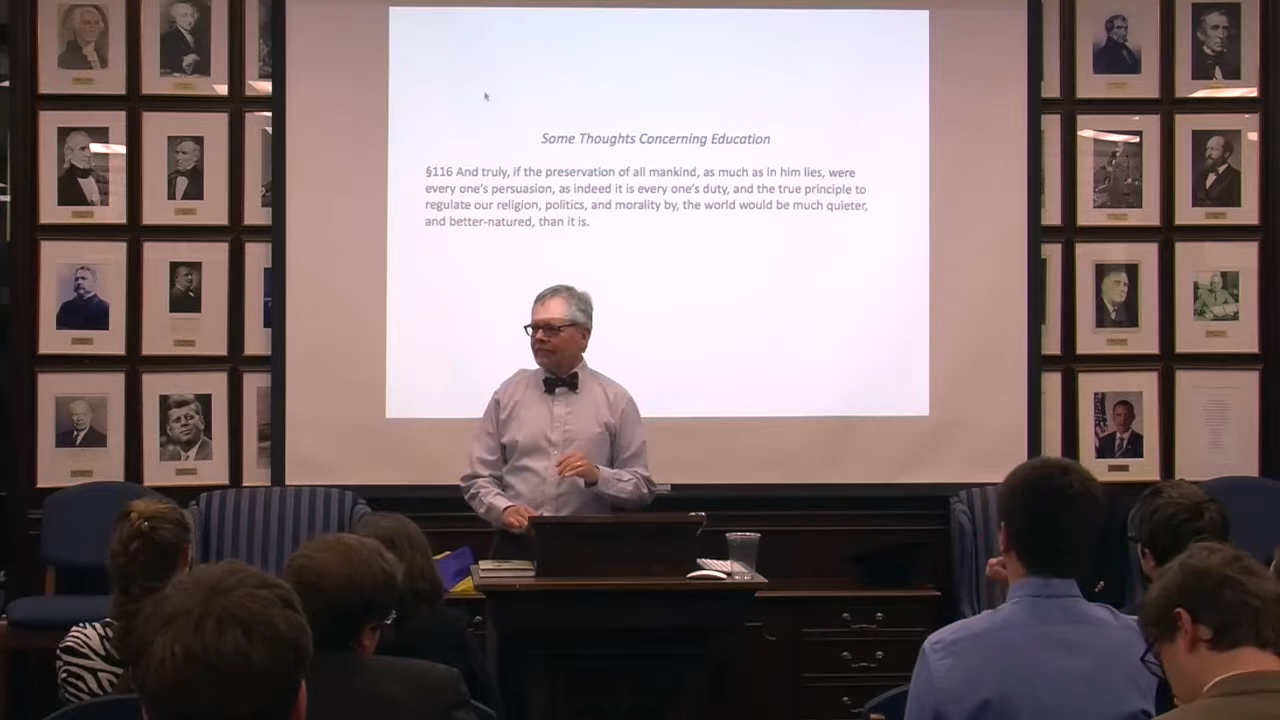 Some Thoughts Concerning Education
§116 And truly, if the preservation of all mankind, as much as in him lies, were
every one's persuasion, as indeed it is every one's duty, and the true principle to
regulate our religion, politics, and morality by, the world would be much quieter,
and better-natured, than it is.